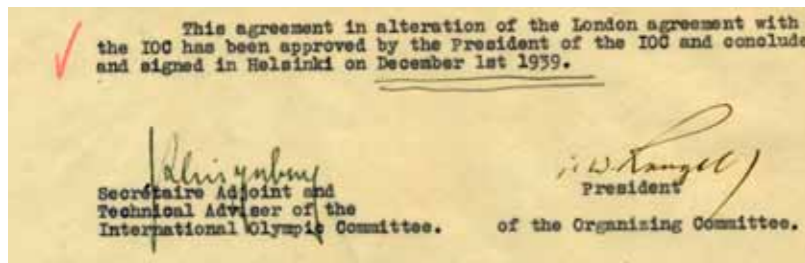 This agreement in alteration of the London agreement with
the IOC has been approved by the President of the IOC and conclude
and signed in Helsinki on December 1st 1939.
Secrétaire Adjoint and
Technical Adviser of the
International Olympic Committee.
President
of the Organizing Committee.